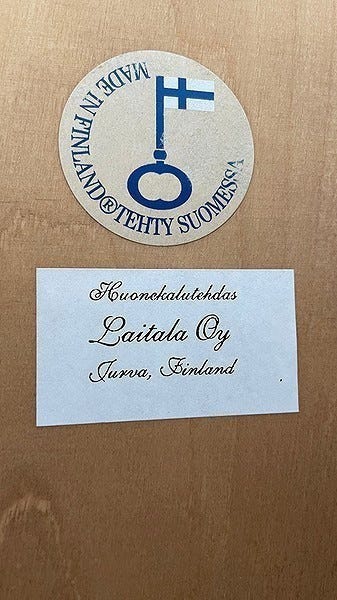 MADE IN FINLAND ® TEHTY SUOMESSA
Huonekalutehdas
Laitala Oy
Jurva, Finland